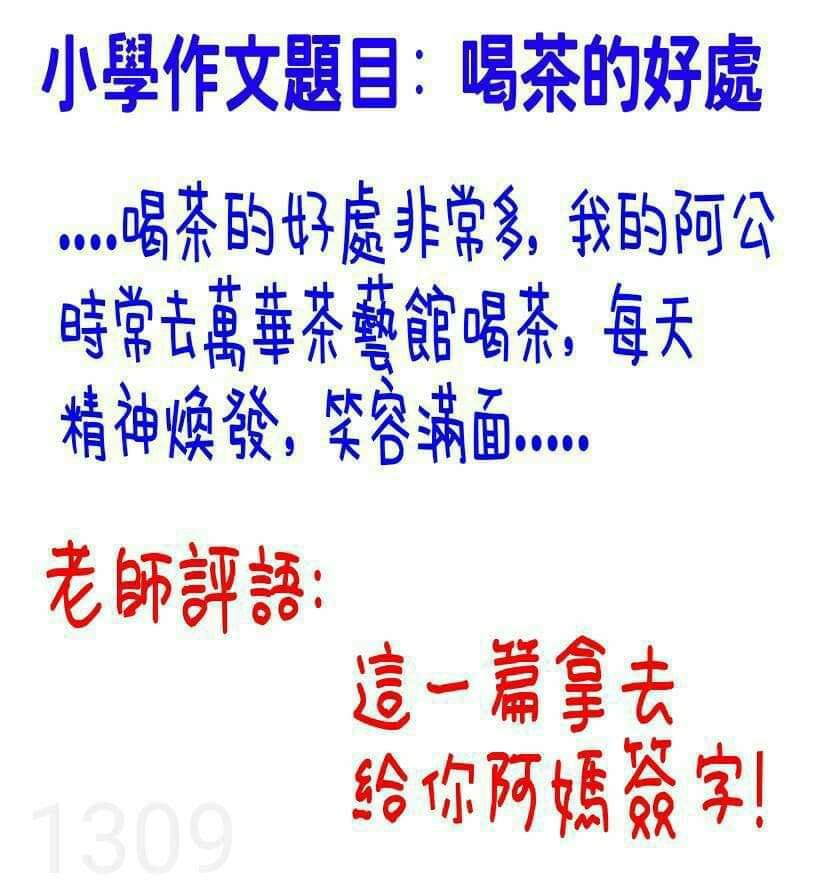 小學作文題目：喝茶的好處
....喝茶的好處非常多，我的阿公
時常去萬華茶藝館喝茶，每天
精神煥發，笑容滿面.....
老師評語：
這一篇拿去
給你阿媽簽字！
1309